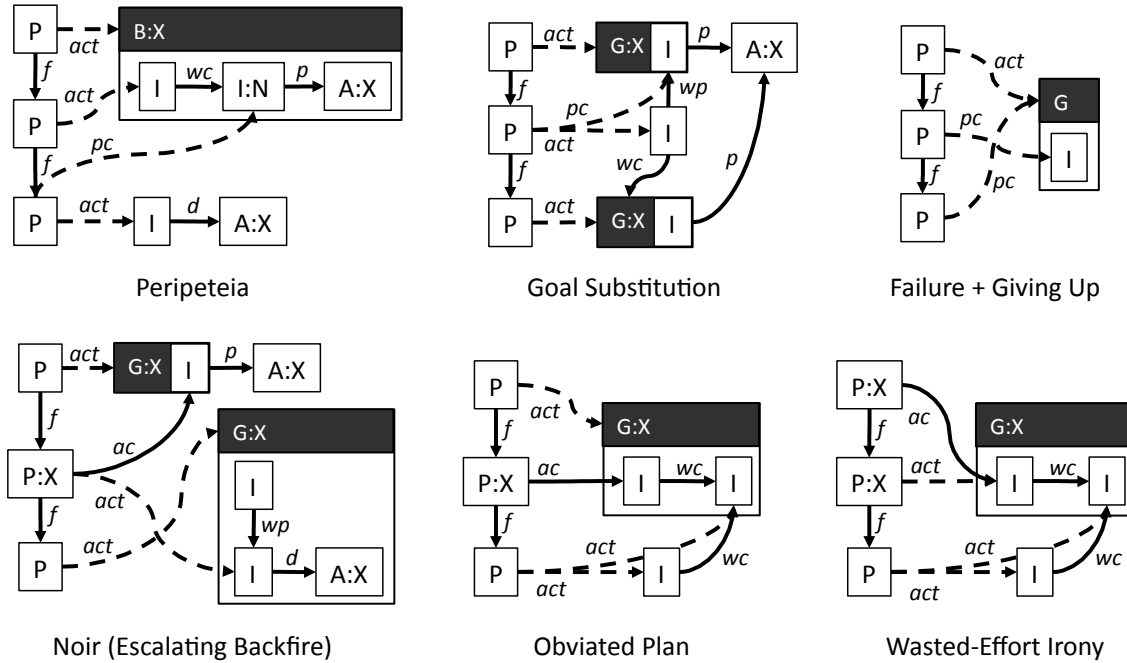 P
act
B:X
f
I
wc
I:N
p
A:X
act
P
pc
f
P
act
I
d
A:X
Peripeteia
P
act
G:X
I
p
A:X
f
wp
pc
P
act
I
wc
p
f
P
act
G:X
I
Goal Substitution
P
act
f
G
P
pc
I
f
pc
P
Failure + Giving Up
P
act
G:X
I
p
A:X
f
G:X
ac
P:X
act
I
f
wp
act
P
I
d
A:X
Noir (Escalating Backfire)
P
act
f
G:X
P:X
ac
I
wc
I
f
act
P
act
I
wc
Obviated Plan
P:X
ac
f
G:X
P:X
act
I
wc
I
f
act
P
act
I
wc
Wasted-Effort Irony